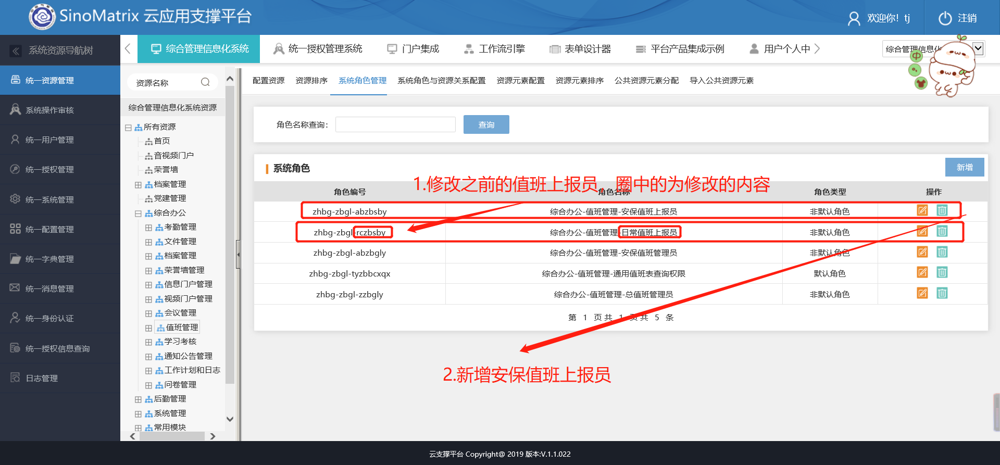 SinoMatrix 云应用支撑平台
欢迎你！tj
注销
系统资源导航树
综合管理信息化系统
统一授权管理系统
门户集成
工作流引擎
表单设计器
平台产品集成示例
用户个人中
综合管理信息化
中
统一资源管理
系统操作审核
统一用户管理
统一授权管理
统一系统管理
统一配置管理
统一字典管理
统一消息管理
统一身份认证
统一授权信息查询
日志管理
资源名称
综合管理信息化系统资源
所有资源
首页
音视频门户
荣誉墙
档案管理
党建管理
综合办公
考勤管理
文件管理
档案管理
荣誉墙管理
信息门户管理
视频门户管理
会议管理
值班管理
学习考核
通知公告管理
工作计划和日志
问卷管理
后勤管理
系统管理
常用模块
配置资源 资源排序 系统角色管理 系统角色与资源关系配置 资源元素配置 资源元素排序 公共资源元素分配 导入公共资源元素
角色名称查询：
查询
系统角色
新增
1.修改之前的值班上报员，圈中的为修改的内容
角色编号 角色名称 角色类型 操作
zhbg-zbgl-abzbsby 综合办公-值班管理-安保值班上报员 非默认角色
zhbg-zbgl-rczbsby 综合办公-值班管理-日常值班上报员 非默认角色
zhbg-zbgl-abzbgly 综合办公-值班管理-安保值班管理员 非默认角色
zhbg-zbgl-tyzbbcxqx 综合办公-值班管理-通用值班表查询权限 默认角色
zhbg-zbgl-zzbgly 综合办公-值班管理-总值班管理员 非默认角色
第 1 页 共 1 页 共 5 条
2.新增安保值班上报员
云支撑平台 Copyright@ 2019 版本:V.1.1.022